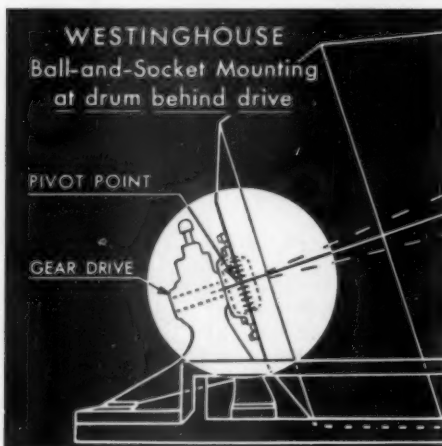 WESTINGHOUSE
Ball-and-Socket Mounting
at drum behind drive
PIVOT POINT
GEAR DRIVE